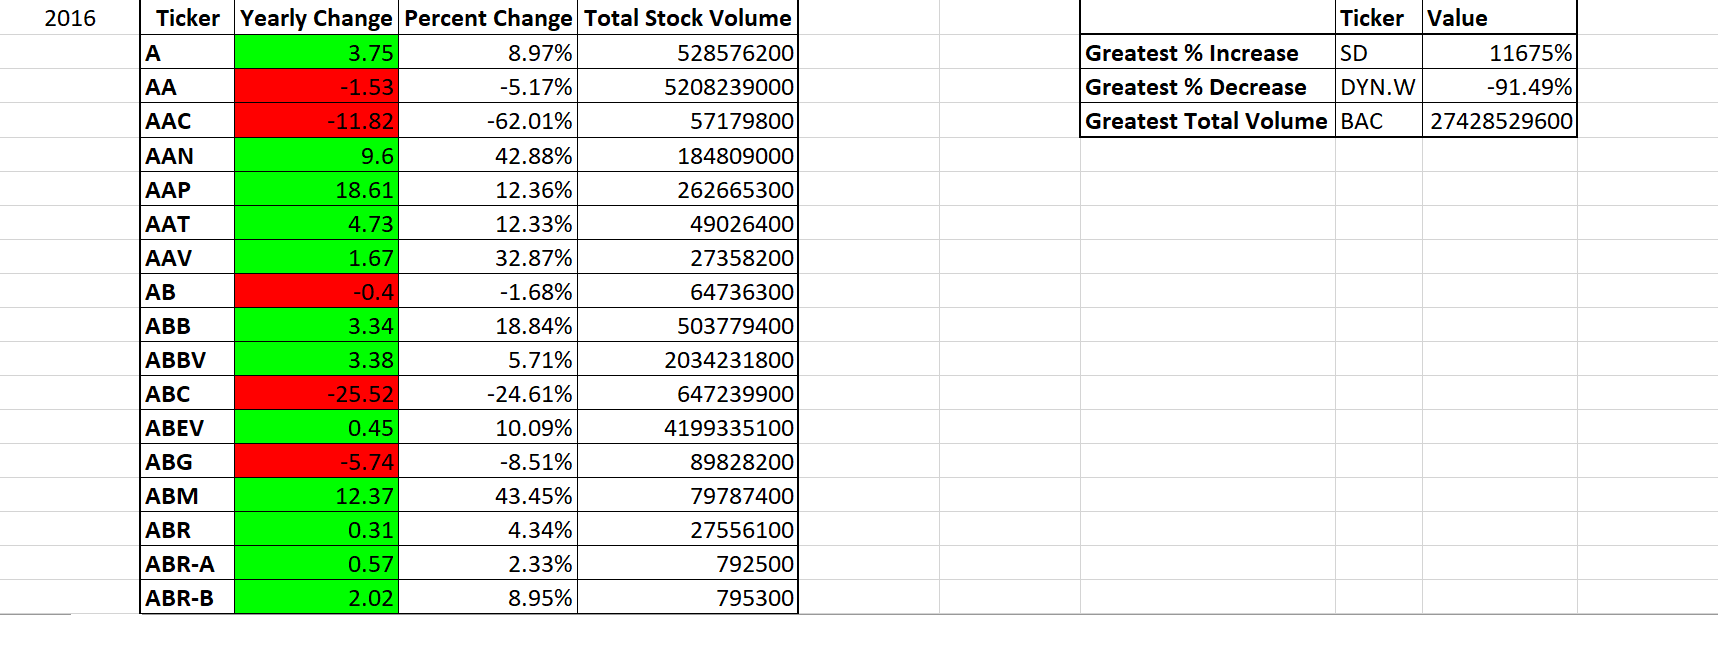 2016 Ticker Yearly Change Percent Change Total Stock Volume Ticker Value
A 3.75 8.97% 528576200 Greatest % Increase SD 11675%
AA -1.53 -5.17% 5208239000 Greatest % Decrease DYN.W -91.49%
AAC -11.82 -62.01% 57179800 Greatest Total Volume BAC 27428529600
AAN 9.6 42.88% 184809000
AAP 18.61 12.36% 262665300
AAT 4.73 12.33% 49026400
AAV 1.67 32.87% 27358200
AB -0.4 -1.68% 64736300
ABB 3.34 18.84% 503779400
ABBV 3.38 5.71% 2034231800
ABC -25.52 -24.61% 647239900
ABEV 0.45 10.09% 4199335100
ABG -5.74 -8.51% 89828200
ABM 12.37 43.45% 79787400
ABR 0.31 4.34% 27556100
ABR-A 0.57 2.33% 792500
ABR-B 2.02 8.95% 795300